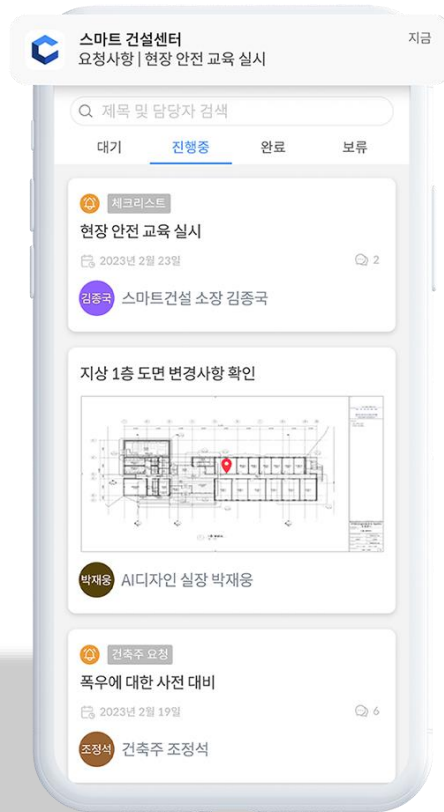 스마트 건설센터
지금
요청사항 | 현장 안전 교육 실시
제목 및 담당자 검색
대기 진행중 완료 보류
체크리스트
현장 안전 교육 실시
2023년 2월 23일 2
김종국 스마트건설 소장 김종국
지상 1층 도면 변경사항 확인
박재웅 AI디자인 실장 박재웅
건축주 요청
폭우에 대한 사전 대비
2023년 2월 19일 6
조정석 건축주 조정석